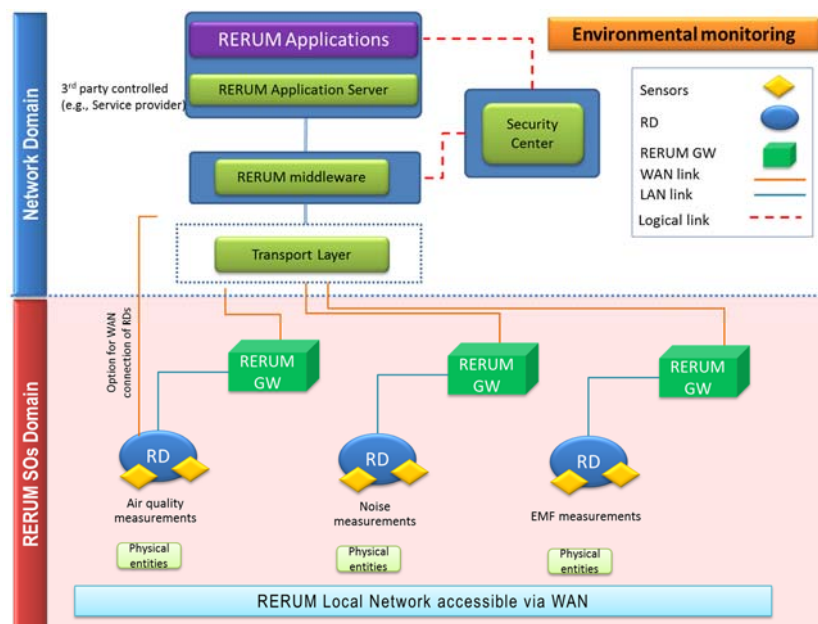 Environmental monitoring
Network Domain
RERUM Applications
3rd party controlled
(e.g., Service provider)
RERUM Application Server
Security
Center
RERUM middleware
Transport Layer
Sensors
RD
RERUM GW
WAN link
LAN link
Logical link
RERUM SOs Domain
Option for WAN
connection of RDs
RERUM
GW
RERUM
GW
RERUM
GW
RD
RD
RD
Air quality
measurements
Noise
measurements
EMF measurements
Physical
entities
Physical
entities
Physical
entities
RERUM Local Network accessible via WAN